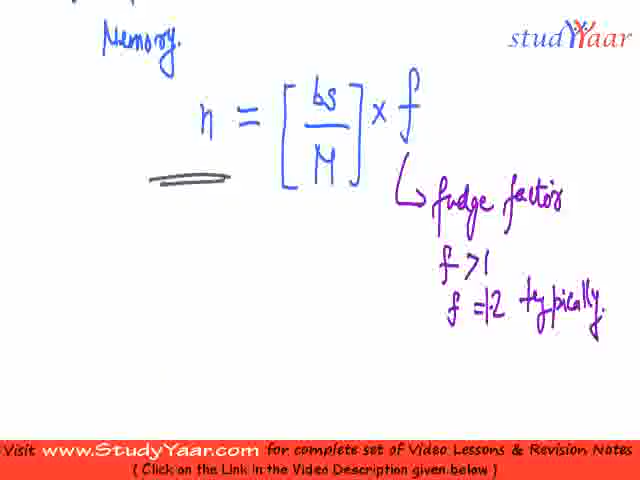 studYYaar
Memory.
n = [ bs / M ] × f
fudge factor
f > 1
f = 1.2 typically.
Visit www.StudyYaar.com for complete set of Video Lessons & Revision Notes
( Click on the Link in the Video Description given below )